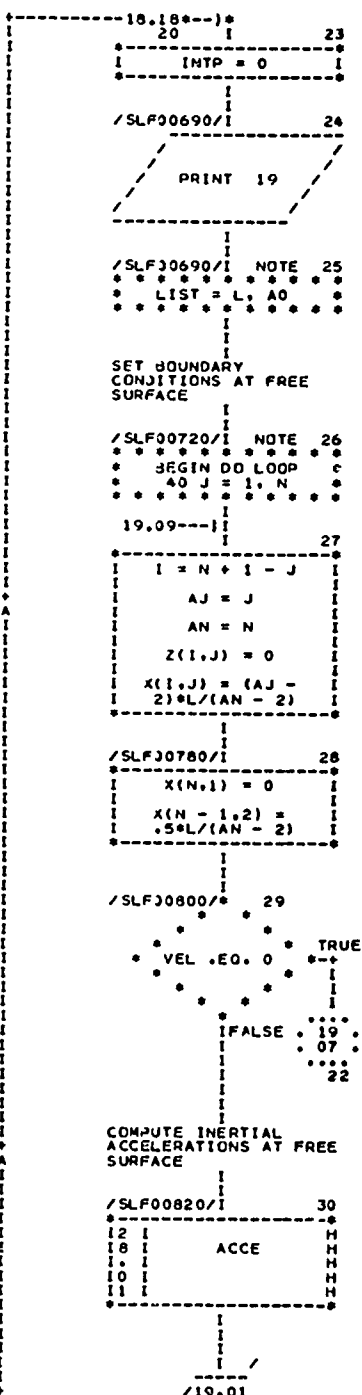 18.18*--)*
20 23
INTP = 0
/SLF00690/ 24
PRINT 19
/SLF00690/ NOTE 25
LIST = L, A0
SET BOUNDARY
CONDITIONS AT FREE
SURFACE
/SLF00720/ NOTE 26
BEGIN DO LOOP
40 J = 1, N
19.09---
27
I = N + 1 - J
AJ = J
AN = N
Z(I,J) = 0
X(I,J) = (AJ -
2)*L/(AN - 2)
/SLF00780/ 28
X(N,1) = 0
X(N - 1,2) =
.5*L/(AN - 2)
/SLF00800/* 29
TRUE
VEL .EQ. 0
FALSE
19
07
22
COMPUTE INERTIAL
ACCELERATIONS AT FREE
SURFACE
/SLF00820/ 30
28.01 ACCE
/19.01